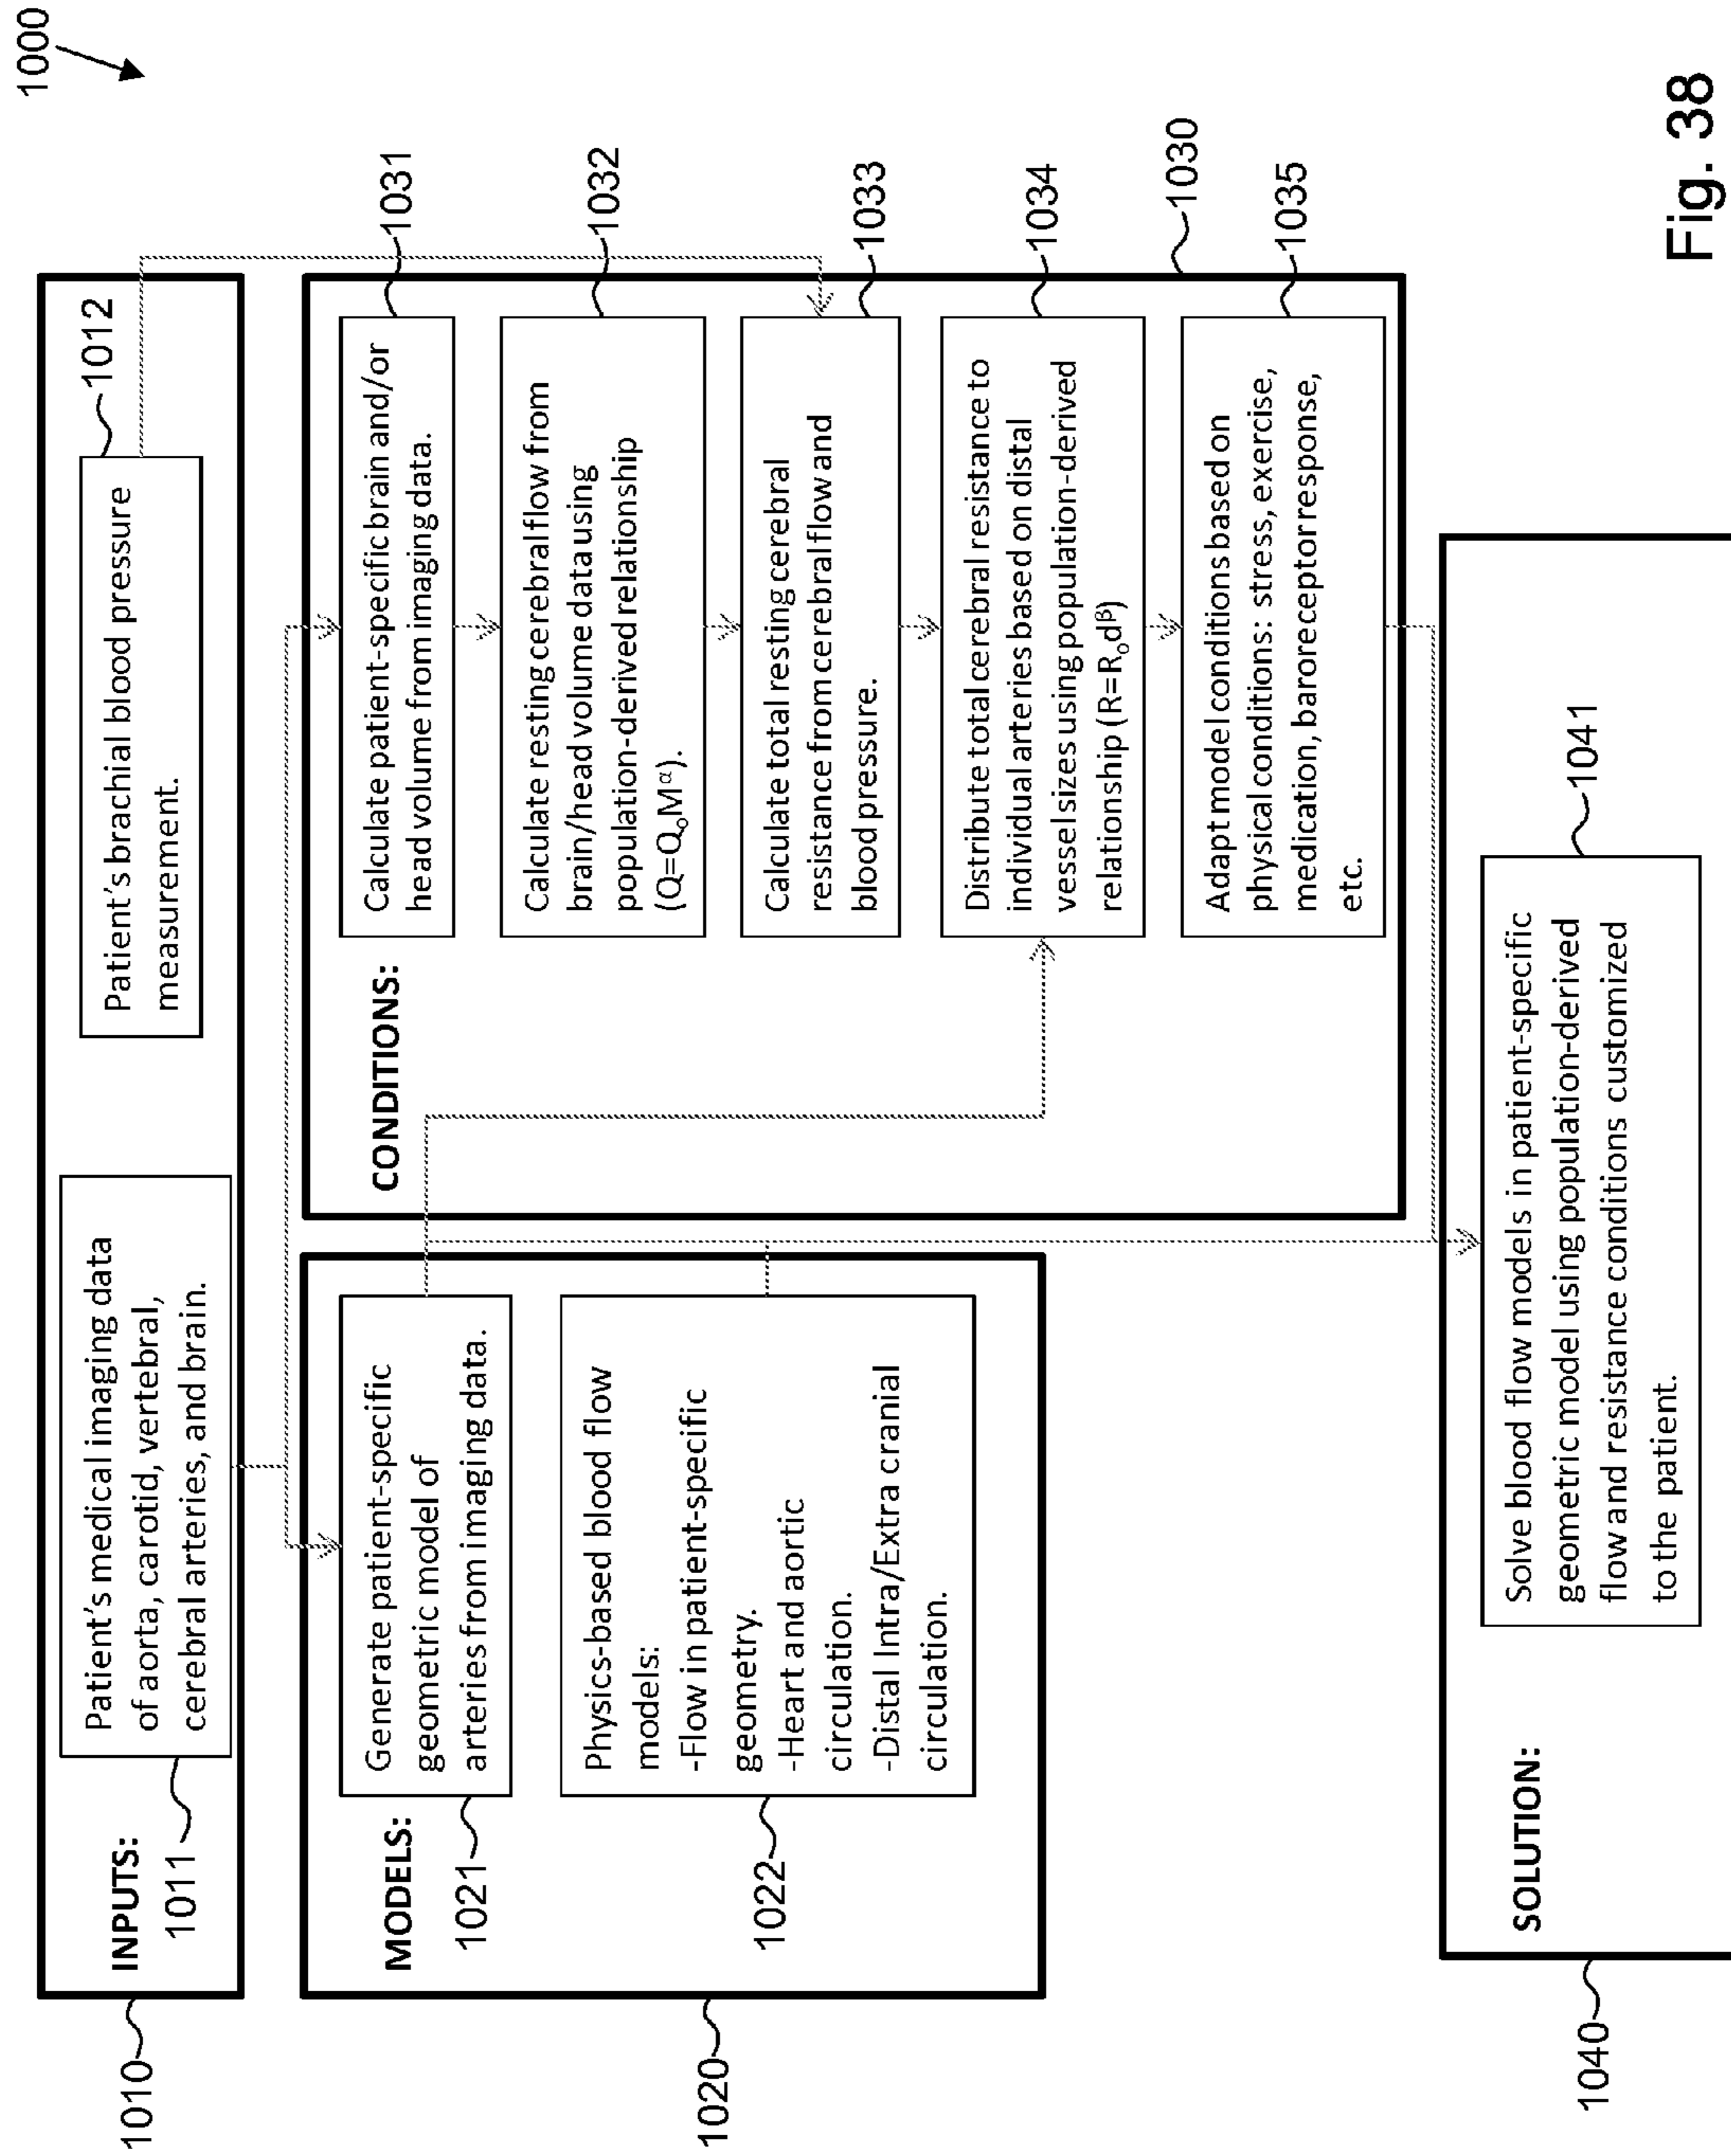 1000
1010
INPUTS:
1011
Patient's medical imaging data
of aorta, carotid, vertebral,
cerebral arteries, and brain.
1012
Patient's brachial blood pressure
measurement.
1020
MODELS:
1021
Generate patient-specific
geometric model of
arteries from imaging data.
1022
Physics-based blood flow
models:
-Flow in patient-specific
geometry.
-Heart and aortic
circulation.
-Distal Intra/Extra cranial
circulation.
CONDITIONS:
1031
Calculate patient-specific brain and/or
head volume from imaging data.
1032
Calculate resting cerebral flow from
brain/head volume data using
population-derived relationship
(Q=QₒM^α).
1033
Calculate total resting cerebral
resistance from cerebral flow and
blood pressure.
1034
Distribute total cerebral resistance to
individual arteries based on distal
vessel sizes using population-derived
relationship (R=Rₒd^β)
1030
1035
Adapt model conditions based on
physical conditions: stress, exercise,
medication, baroreceptor response,
etc.
1040
SOLUTION:
1041
Solve blood flow models in patient-specific
geometric model using population-derived
flow and resistance conditions customized
to the patient.
Fig. 38